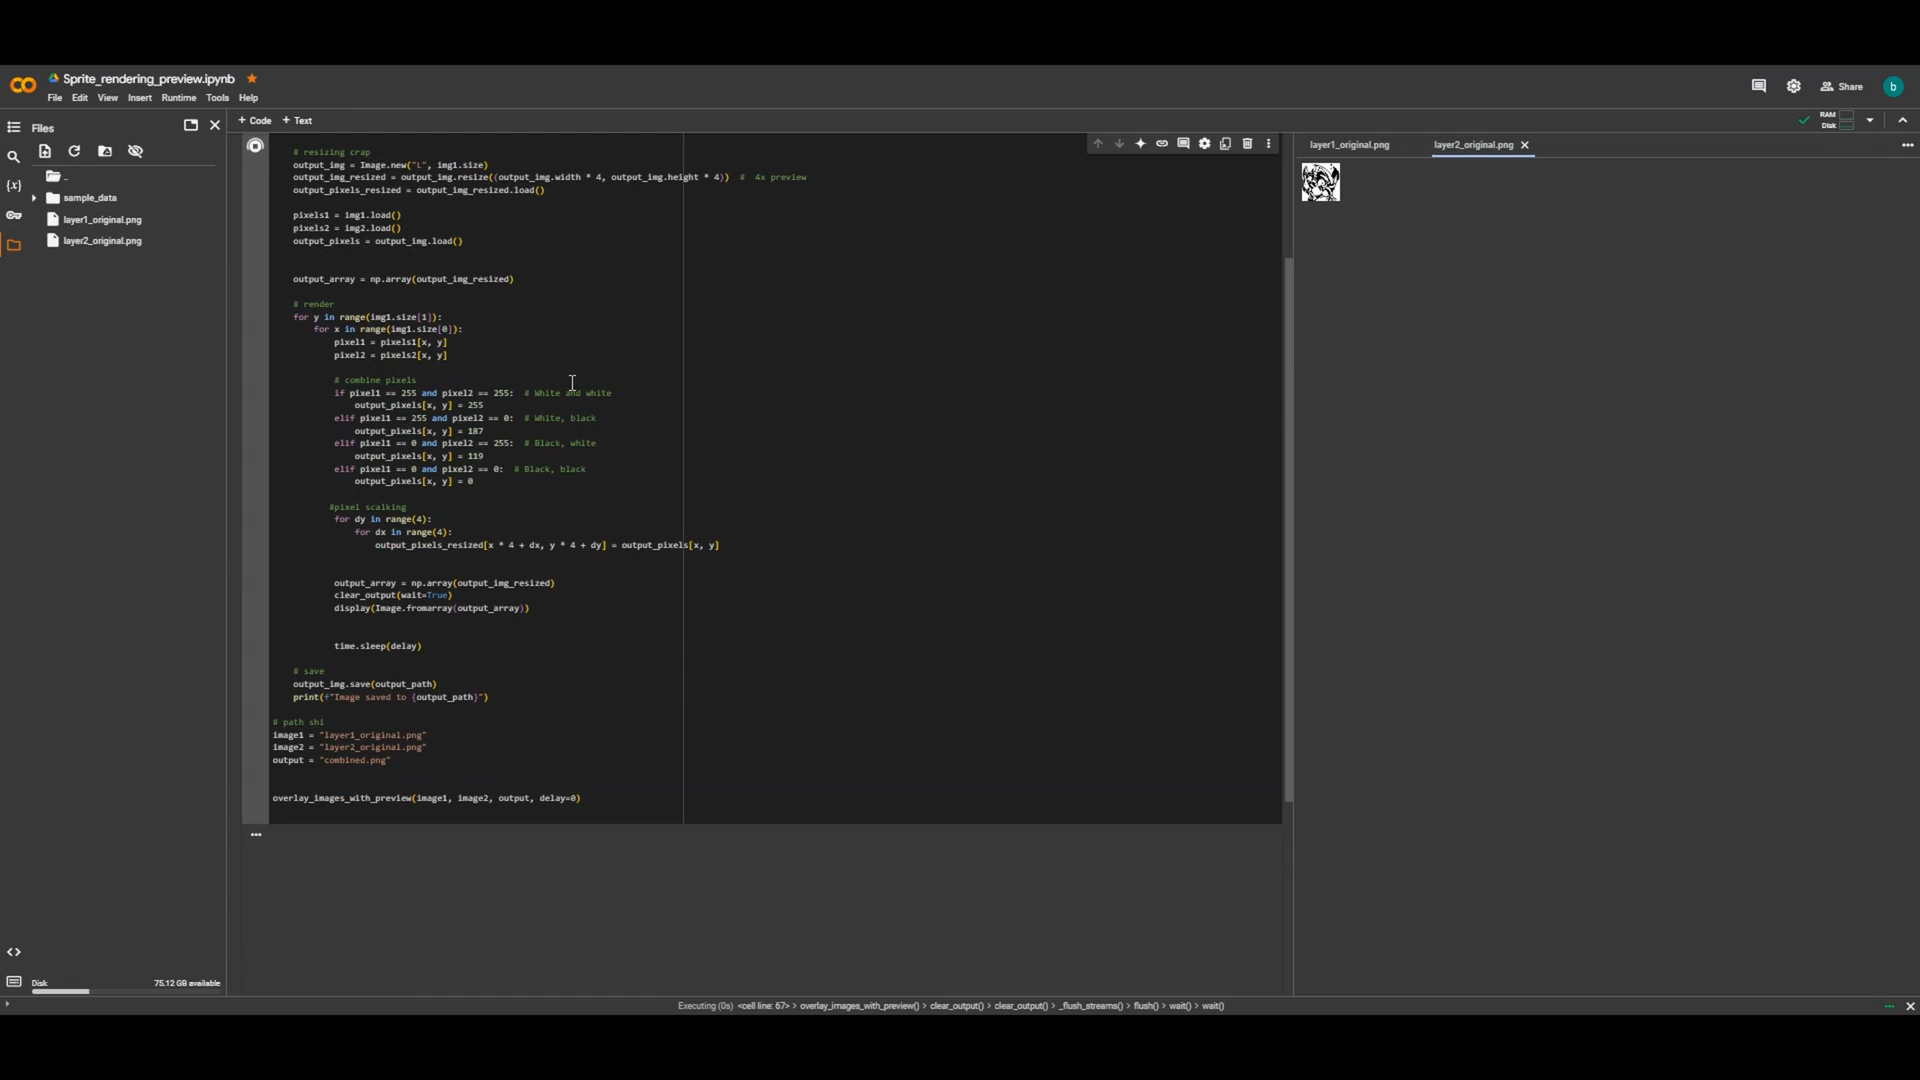 Sprite_rendering_preview.ipynb
File Edit View Insert Runtime Tools Help
Share
b
Files
+ Code + Text
RAM
Disk
..
sample_data
layer1_original.png
layer2_original.png
# resizing crap
output_img = Image.new("L", img1.size)
output_img_resized = output_img.resize((output_img.width * 4, output_img.height * 4))  #  4x preview
output_pixels_resized = output_img_resized.load()
pixels1 = img1.load()
pixels2 = img2.load()
output_pixels = output_img.load()
output_array = np.array(output_img_resized)
# render
for y in range(img1.size[1]):
for x in range(img1.size[0]):
pixel1 = pixels1[x, y]
pixel2 = pixels2[x, y]
# combine pixels
if pixel1 == 255 and pixel2 == 255:  # White and white
output_pixels[x, y] = 255
elif pixel1 == 255 and pixel2 == 0:  # White, black
output_pixels[x, y] = 187
elif pixel1 == 0 and pixel2 == 255:  # Black, white
output_pixels[x, y] = 119
elif pixel1 == 0 and pixel2 == 0:  # Black, black
output_pixels[x, y] = 0
#pixel scalking
for dy in range(4):
for dx in range(4):
output_pixels_resized[x * 4 + dx, y * 4 + dy] = output_pixels[x, y]
output_array = np.array(output_img_resized)
clear_output(wait=True)
display(Image.fromarray(output_array))
time.sleep(delay)
# save
output_img.save(output_path)
print(f"Image saved to {output_path}")
# path shi
image1 = "layer1_original.png"
image2 = "layer2_original.png"
output = "combined.png"
overlay_images_with_preview(image1, image2, output, delay=0)
layer1_original.png layer2_original.png
Disk 75.12 GB available
Executing (0s) <cell line: 67> > overlay_images_with_preview() > clear_output() > clear_output() > _flush_streams() > flush() > wait() > wait()